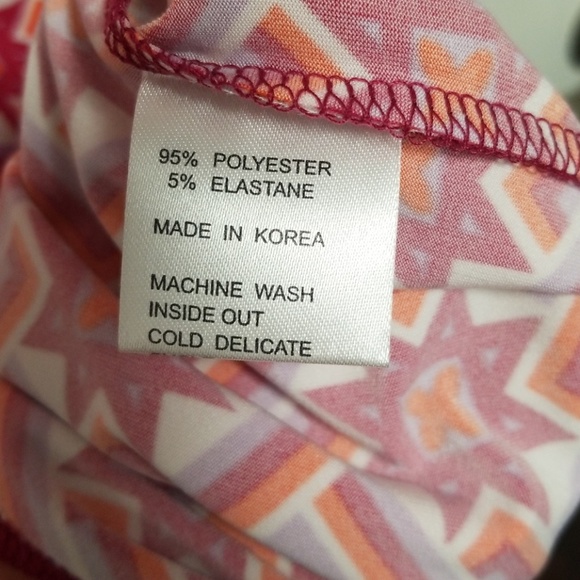 95% POLYESTER
5% ELASTANE
MADE IN KOREA
MACHINE WASH
INSIDE OUT
COLD DELICATE